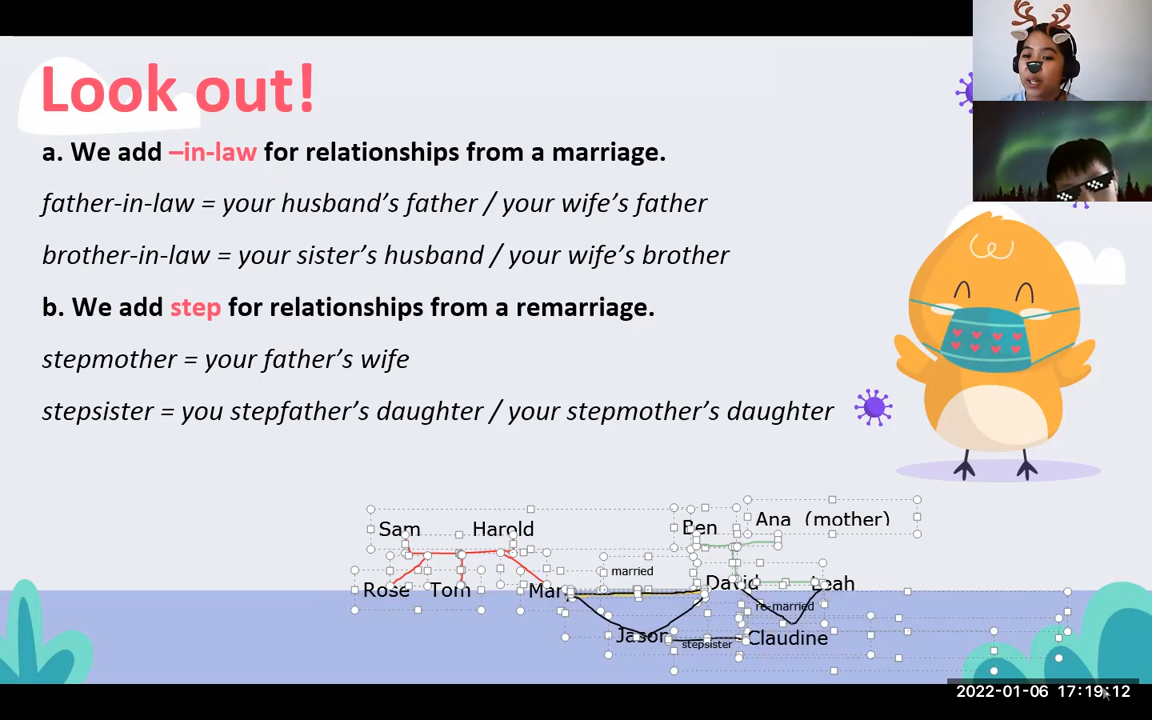 Look out!
a. We add –in-law for relationships from a marriage.
father-in-law = your husband’s father / your wife’s father
brother-in-law = your sister’s husband / your wife’s brother
b. We add step for relationships from a remarriage.
stepmother = your father’s wife
stepsister = you stepfather’s daughter / your stepmother’s daughter
Sam Harold Ben Ana (mother)
married
Rose Tom Mary David Leah
re-married
Jason stepsister Claudine
2022-01-06 17:19:12